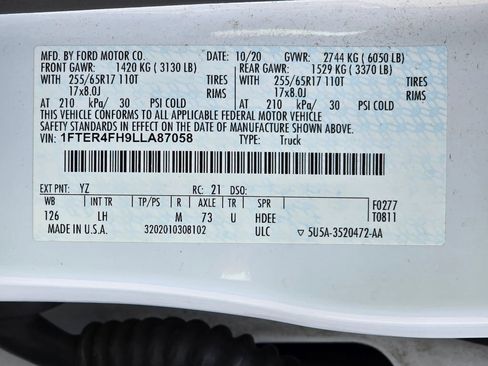 MFD. BY FORD MOTOR CO. 10/20 GVWR: 2744 KG ( 6050 LB)
FRONT GAWR: 1420 KG ( 3130 LB) REAR GAWR: 1529 KG ( 3370 LB)
WITH 255/65R17 110T TIRES WITH 255/65R17 110T TIRES
17x8.0J RIMS 17x8.0J RIMS
AT 210 kPa/ 30 PSI COLD AT 210 kPa/ 30 PSI COLD
THIS VEHICLE CONFORMS TO ALL APPLICABLE FEDERAL MOTOR VEHICLE
SAFETY STANDARDS IN EFFECT ON THE DATE OF MANUFACTURE SHOWN ABOVE.
VIN: 1FTER4FH9LLA87058 TYPE: Truck
EXT PNT: YZ RC: 21 DSO:
WB INT TR R AXLE TR SPR F0277
126 LH M 73 U HDEE T0811
MADE IN U.S.A. 3202010308102 ULC ▽ 5U5A-3520472-AA